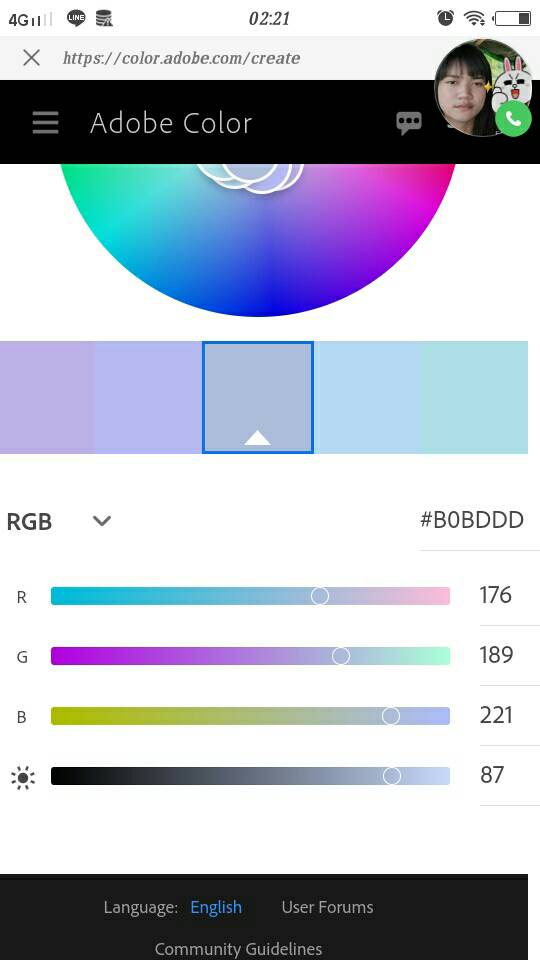 4G LINE 02:21
https://color.adobe.com/create
Adobe Color
RGB #B0BDDD
R 176
G 189
B 221
87
Language: English User Forums
Community Guidelines